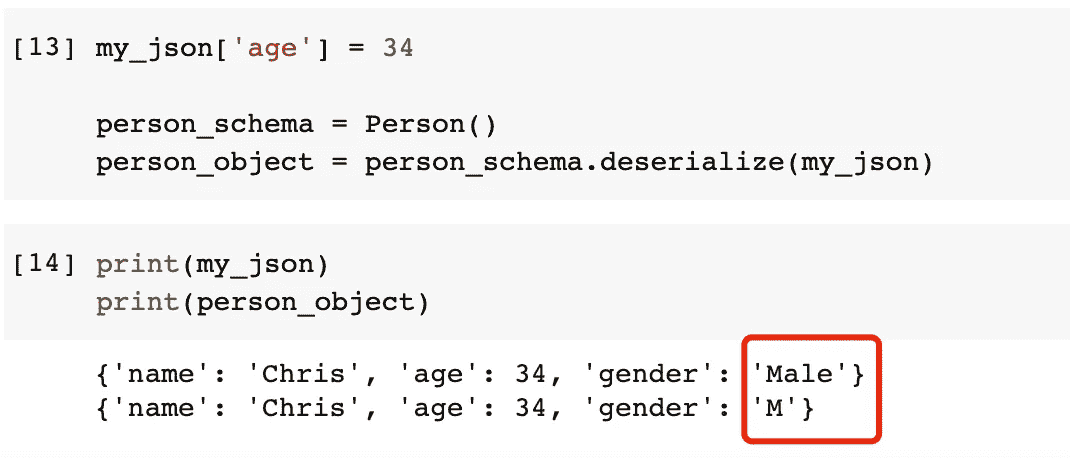 [13] my_json['age'] = 34
person_schema = Person()
person_object = person_schema.deserialize(my_json)
[14] print(my_json)
print(person_object)
{'name': 'Chris', 'age': 34, 'gender': 'Male'}
{'name': 'Chris', 'age': 34, 'gender': 'M'}